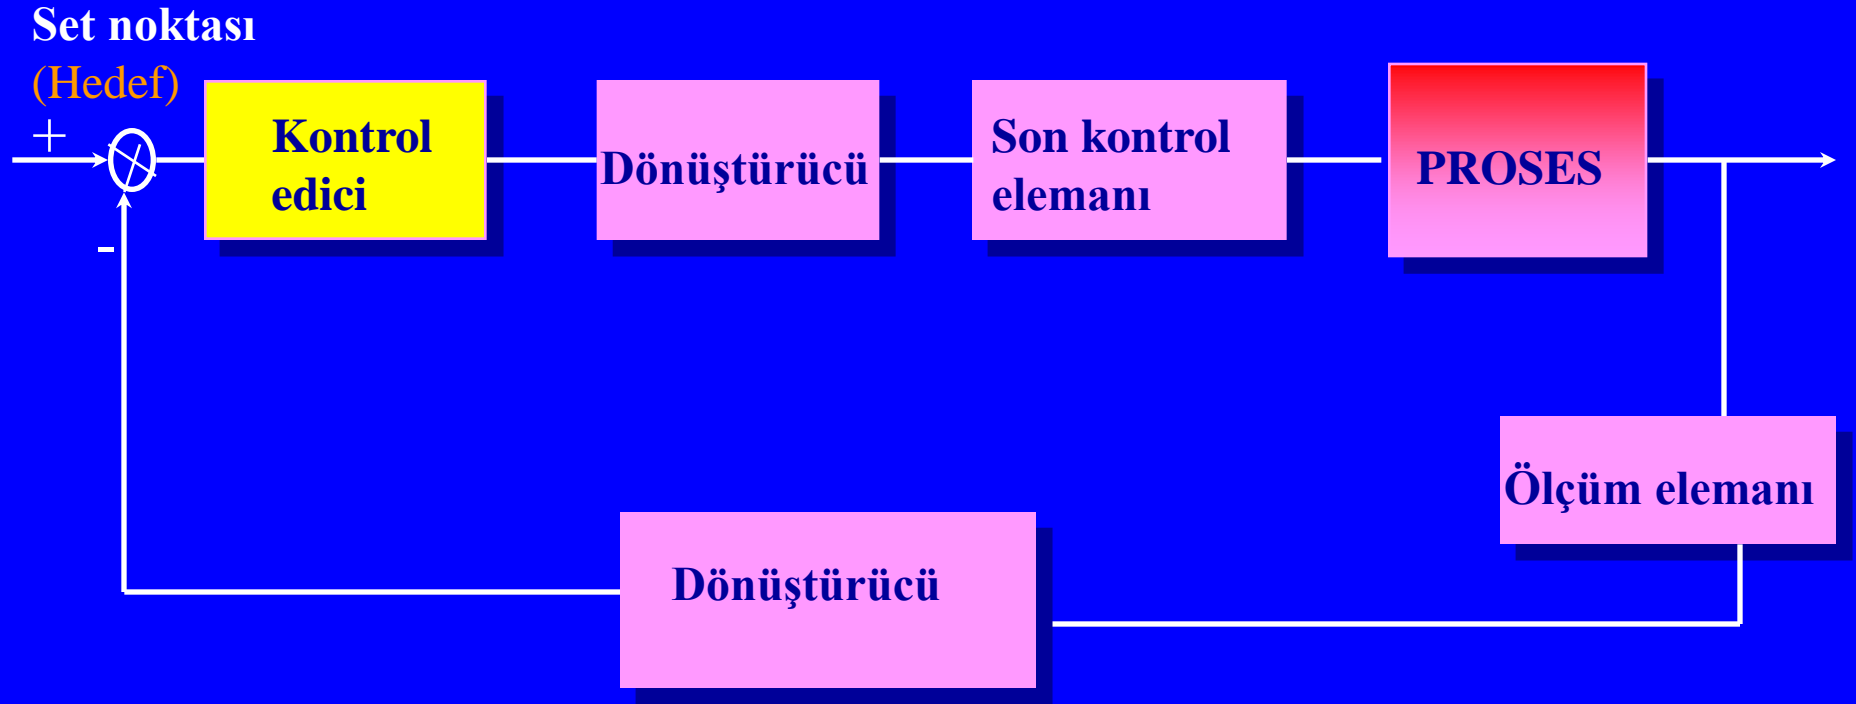 Set noktası
(Hedef)
+
Kontrol
edici
Dönüştürücü
Son kontrol
elemanı
PROSES
-
Ölçüm elemanı
Dönüştürücü